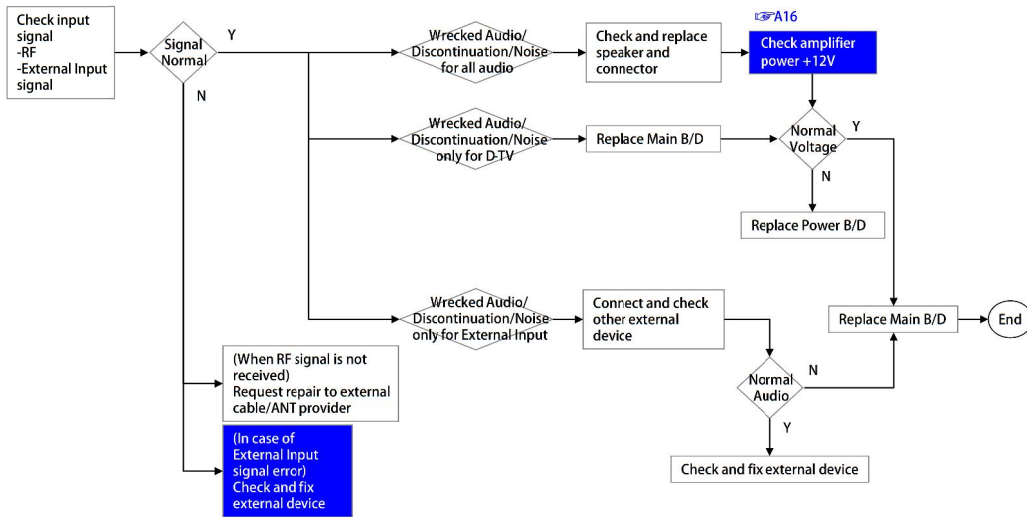 Check input
signal
-RF
-External Input
signal
Signal
Normal
Y
N
Wrecked Audio/
Discontinuation/Noise
for all audio
Check and replace
speaker and
connector
☞A16
Check amplifier
power +12V
Wrecked Audio/
Discontinuation/Noise
only for D-TV
Replace Main B/D
Normal
Voltage
Y
N
Replace Power B/D
Wrecked Audio/
Discontinuation/Noise
only for External Input
Connect and check
other external
device
Replace Main B/D
End
Normal
Audio
N
Y
Check and fix external device
(When RF signal is not
received)
Request repair to external
cable/ANT provider
(In case of
External Input
signal error)
Check and fix
external device